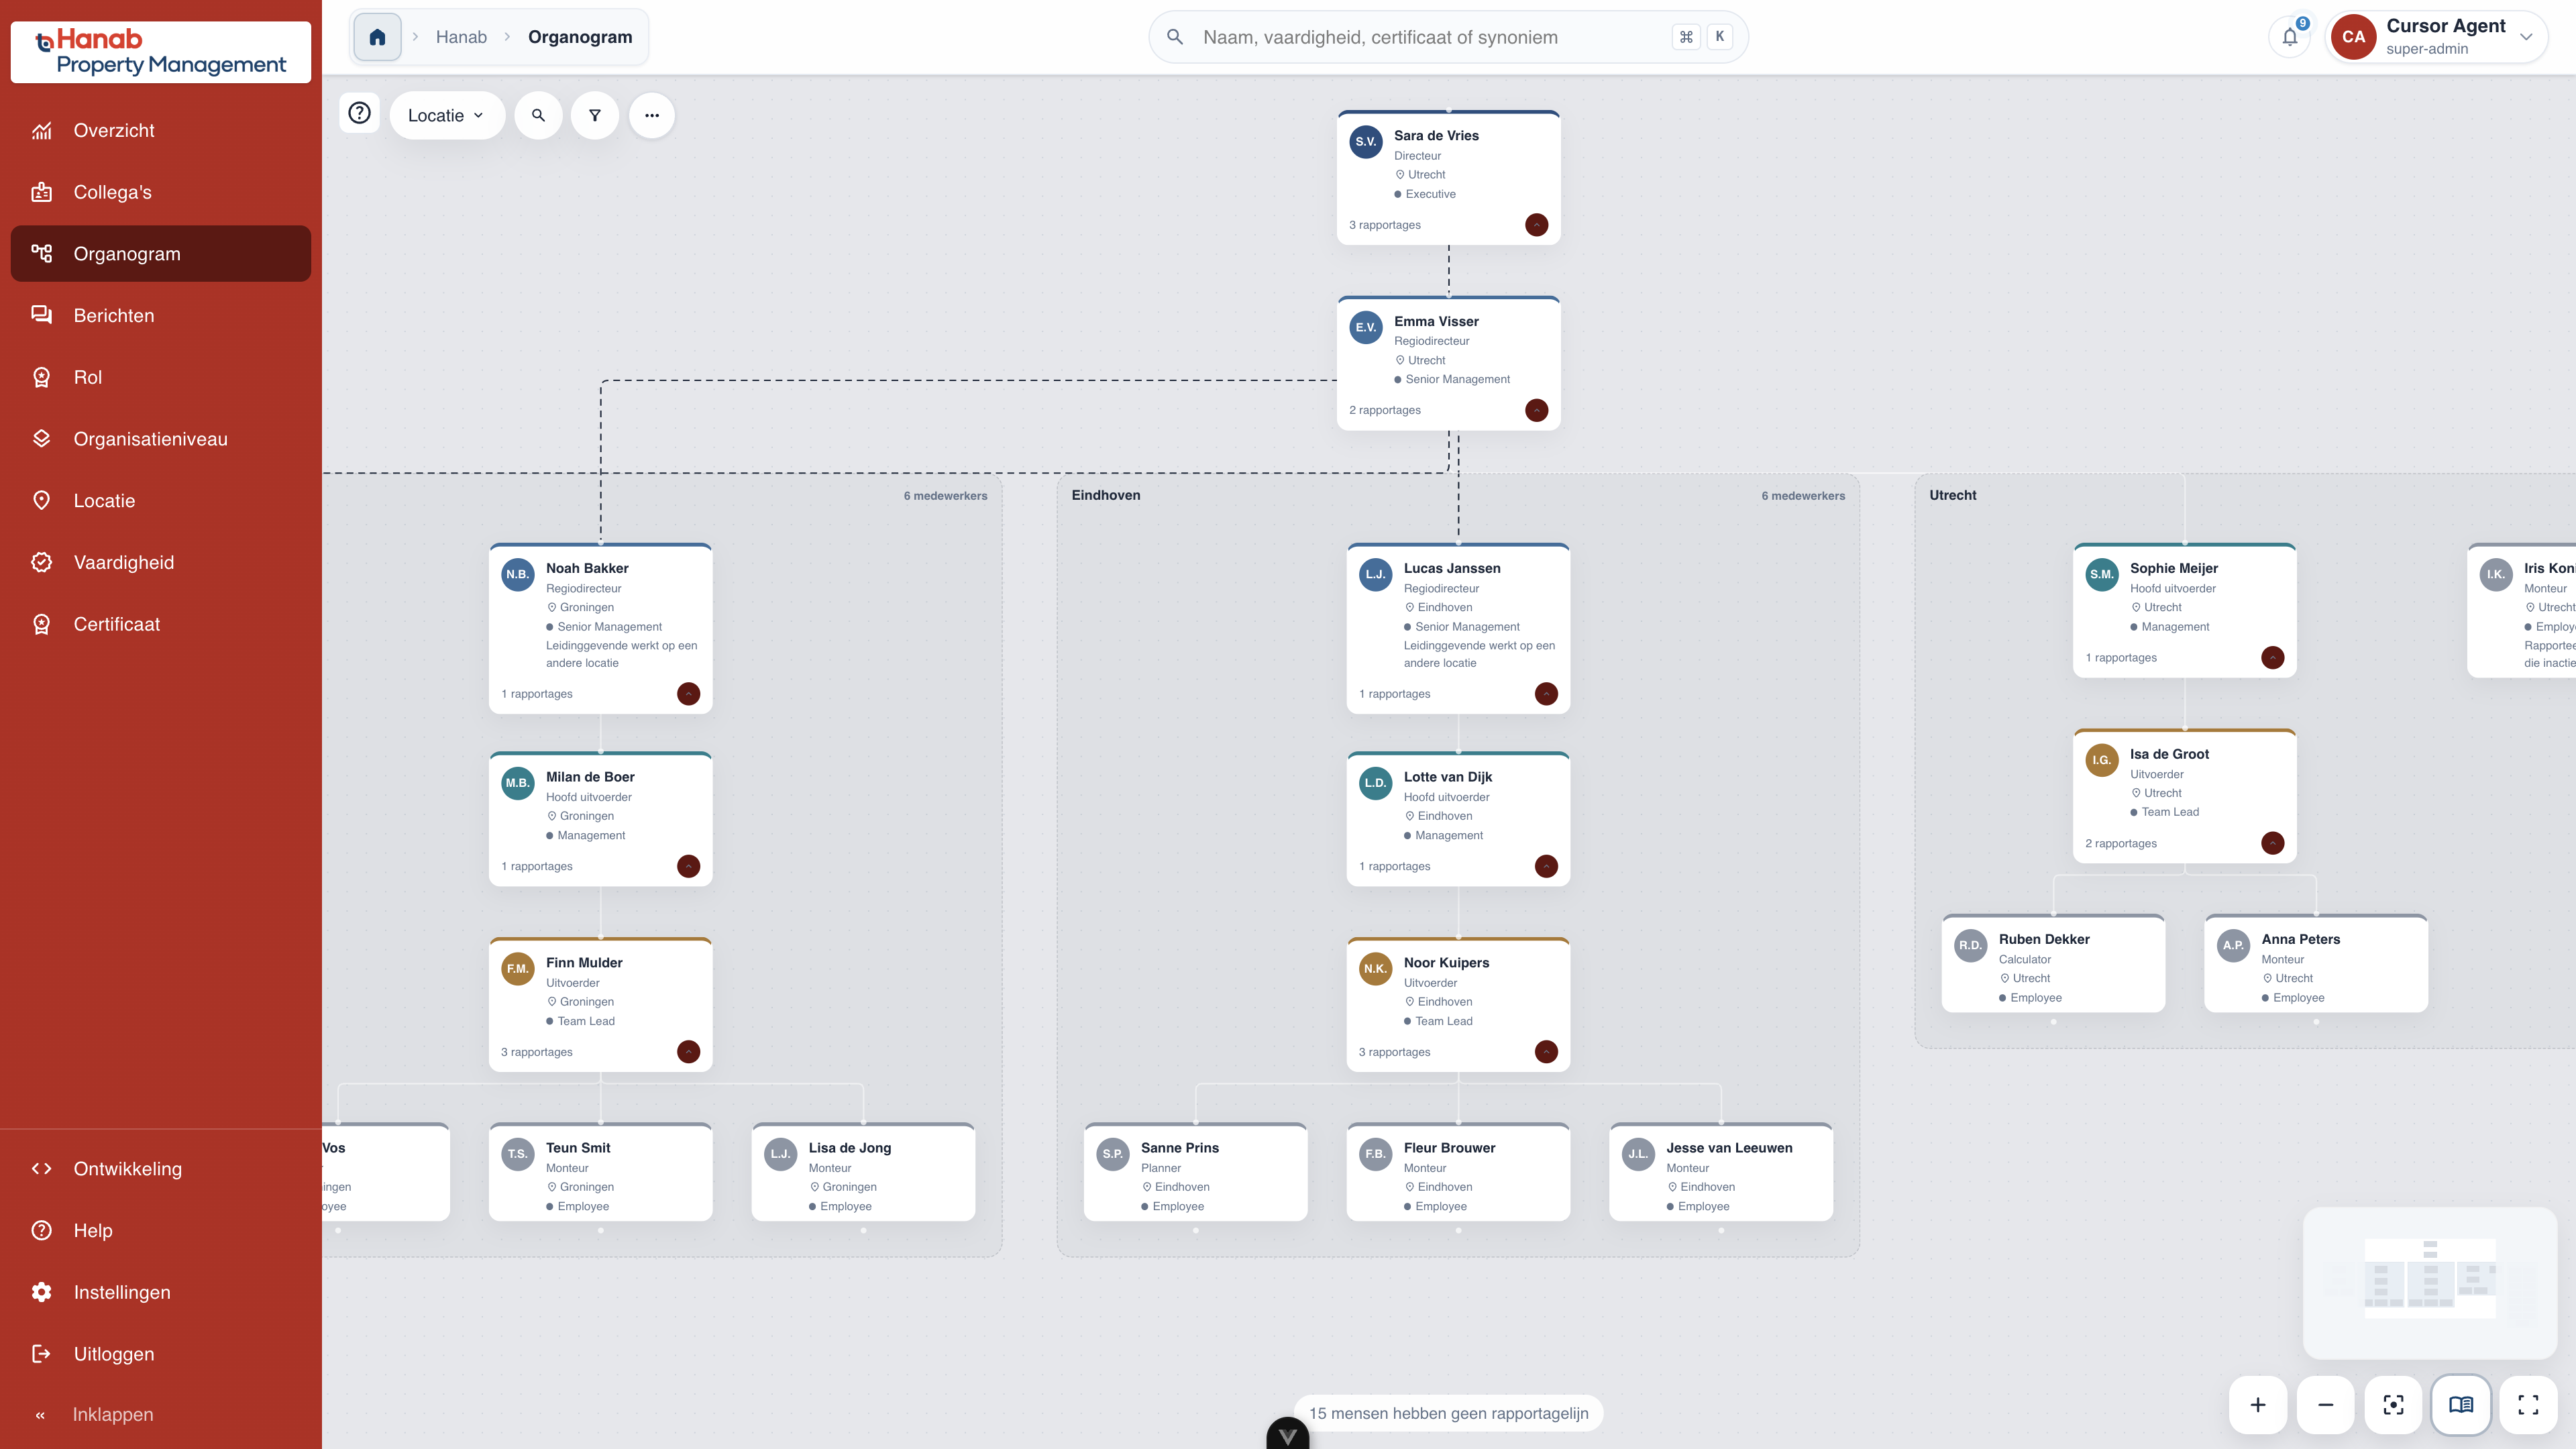 Hanab
Property Management
Overzicht
Collega's
Organogram
Berichten
Rol
Organisatieniveau
Locatie
Vaardigheid
Certificaat
Ontwikkeling
Help
Instellingen
Uitloggen
« Inklappen
Hanab
Organogram
Naam, vaardigheid, certificaat of synoniem
⌘ K
9
CA
Cursor Agent
super-admin
Locatie
S.V.
Sara de Vries
Directeur
Utrecht
Executive
3 rapportages
E.V.
Emma Visser
Regiodirecteur
Utrecht
Senior Management
2 rapportages
6 medewerkers
N.B.
Noah Bakker
Regiodirecteur
Groningen
Senior Management
Leidinggevende werkt op een
andere locatie
1 rapportages
M.B.
Milan de Boer
Hoofd uitvoerder
Groningen
Management
1 rapportages
F.M.
Finn Mulder
Uitvoerder
Groningen
Team Lead
3 rapportages
Vos
ingen
oyee
T.S.
Teun Smit
Monteur
Groningen
Employee
L.J.
Lisa de Jong
Monteur
Groningen
Employee
Eindhoven
6 medewerkers
L.J.
Lucas Janssen
Regiodirecteur
Eindhoven
Senior Management
Leidinggevende werkt op een
andere locatie
1 rapportages
L.D.
Lotte van Dijk
Hoofd uitvoerder
Eindhoven
Management
1 rapportages
N.K.
Noor Kuipers
Uitvoerder
Eindhoven
Team Lead
3 rapportages
S.P.
Sanne Prins
Planner
Eindhoven
Employee
F.B.
Fleur Brouwer
Monteur
Eindhoven
Employee
J.L.
Jesse van Leeuwen
Monteur
Eindhoven
Employee
Utrecht
S.M.
Sophie Meijer
Hoofd uitvoerder
Utrecht
Management
1 rapportages
I.G.
Isa de Groot
Uitvoerder
Utrecht
Team Lead
2 rapportages
R.D.
Ruben Dekker
Calculator
Utrecht
Employee
A.P.
Anna Peters
Monteur
Utrecht
Employee
I.K.
Iris Koni
Monteur
Utrecht
Employ
Rapportee
die inactie
15 mensen hebben geen rapportagelijn